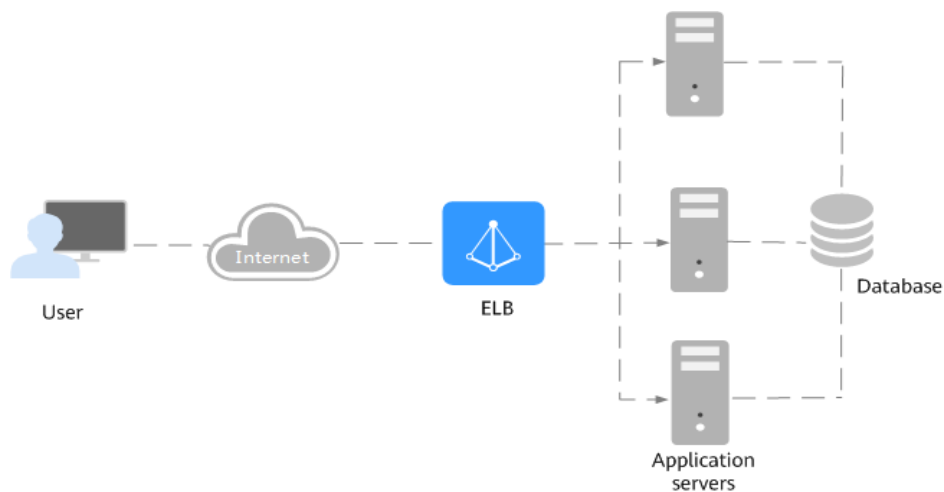 User
Internet
ELB
Application
servers
Database